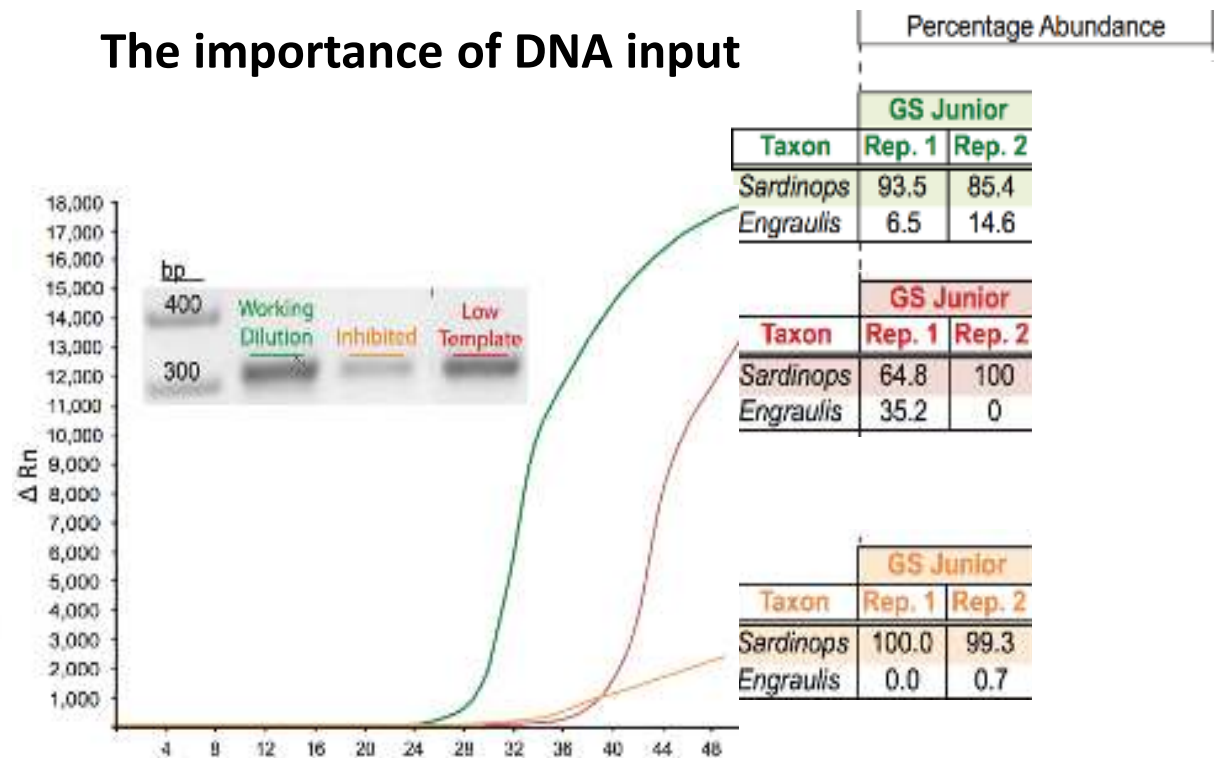 The importance of DNA input
Percentage Abundance
GS Junior
Taxon Rep. 1 Rep. 2
Sardinops 93.5 85.4
Engraulis 6.5 14.6
GS Junior
Taxon Rep. 1 Rep. 2
Sardinops 64.8 100
Engraulis 35.2 0
GS Junior
Taxon Rep. 1 Rep. 2
Sardinops 100.0 99.3
Engraulis 0.0 0.7
18,000
17,000
16,000
15,000
14,000
13,000
12,000
11,000
10,000
9,000
8,000
7,000
6,000
5,000
4,000
3,000
2,000
1,000
Δ Rn
bp
400
300
Working
Dilution
Inhibited
Low
Template
4 8 12 16 20 24 28 32 36 40 44 48